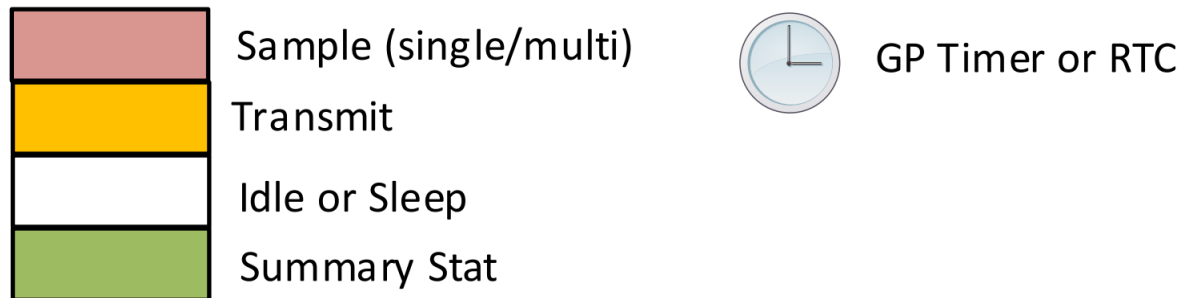 Sample (single/multi)
GP Timer or RTC
Transmit
Idle or Sleep
Summary Stat